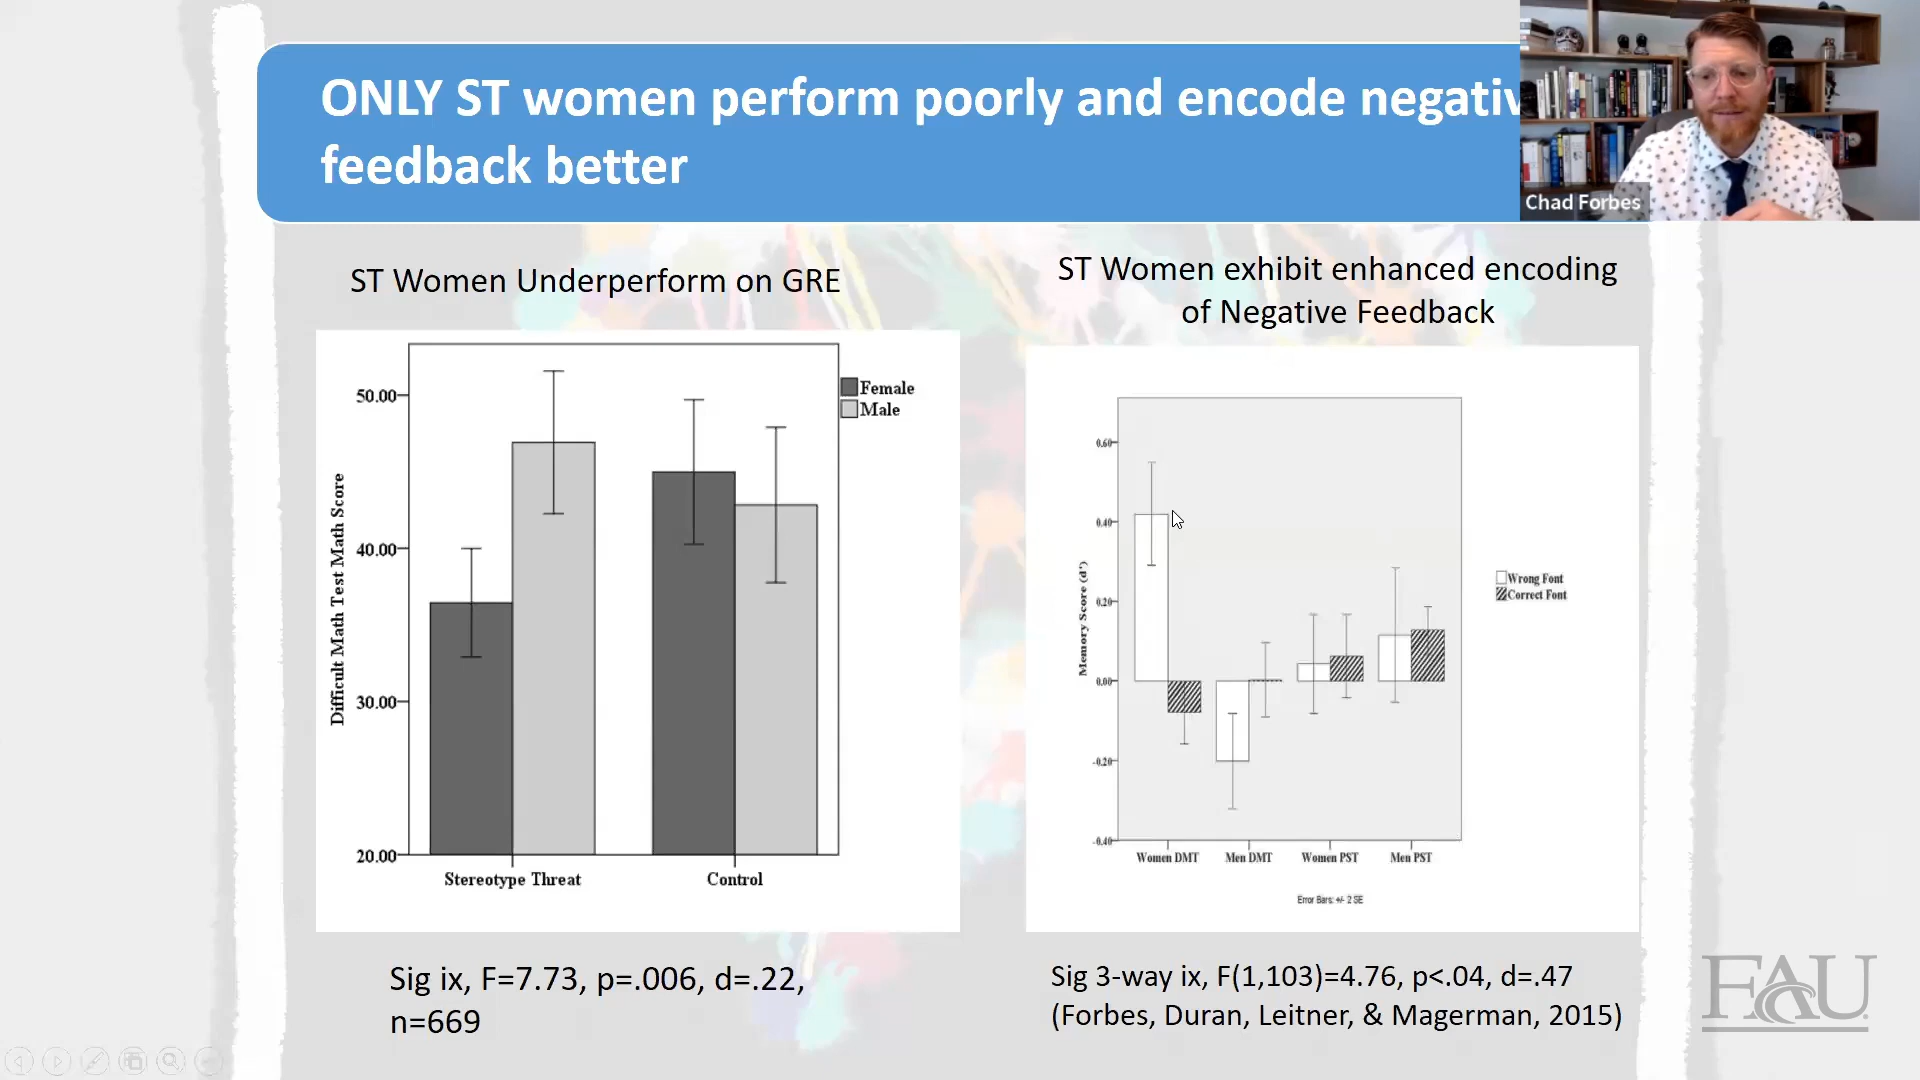 ONLY ST women perform poorly and encode negativ
feedback better
Chad Forbes
ST Women Underperform on GRE
50.00
40.00
30.00
20.00
Difficult Math Test Math Score
Female
Male
Stereotype Threat
Control
Sig ix, F=7.73, p=.006, d=.22,
n=669
ST Women exhibit enhanced encoding
of Negative Feedback
0.60
0.40
0.20
0.00
-0.20
-0.40
Memory Score (d')
Wrong Font
Correct Font
Women DMT
Men DMT
Women PST
Men PST
Error Bars: +/- 2 SE
Sig 3-way ix, F(1,103)=4.76, p<.04, d=.47
(Forbes, Duran, Leitner, & Magerman, 2015)
FAU